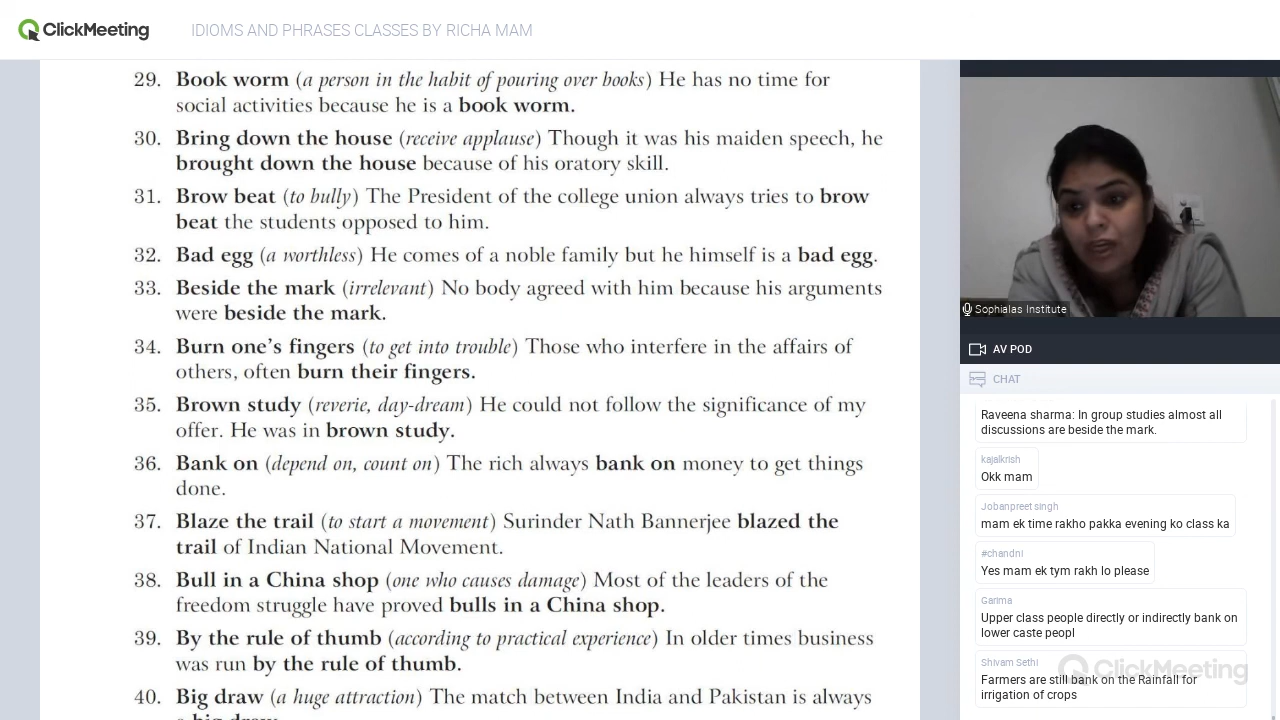 ClickMeeting
IDIOMS AND PHRASES CLASSES BY RICHA MAM
29. Book worm (a person in the habit of pouring over books) He has no time for
social activities because he is a book worm.
30. Bring down the house (receive applause) Though it was his maiden speech, he
brought down the house because of his oratory skill.
31. Brow beat (to bully) The President of the college union always tries to brow
beat the students opposed to him.
32. Bad egg (a worthless) He comes of a noble family but he himself is a bad egg.
33. Beside the mark (irrelevant) No body agreed with him because his arguments
were beside the mark.
34. Burn one's fingers (to get into trouble) Those who interfere in the affairs of
others, often burn their fingers.
35. Brown study (reverie, day-dream) He could not follow the significance of my
offer. He was in brown study.
36. Bank on (depend on, count on) The rich always bank on money to get things
done.
37. Blaze the trail (to start a movement) Surinder Nath Bannerjee blazed the
trail of Indian National Movement.
38. Bull in a China shop (one who causes damage) Most of the leaders of the
freedom struggle have proved bulls in a China shop.
39. By the rule of thumb (according to practical experience) In older times business
was run by the rule of thumb.
40. Big draw (a huge attraction) The match between India and Pakistan is always
a big draw.
Sophialas Institute
AV POD
CHAT
Raveena sharma: In group studies almost all
discussions are beside the mark.
kajalkrish
Okk mam
Jobanpreet singh
mam ek time rakho pakka evening ko class ka
#chandni
Yes mam ek tym rakh lo please
Garima
Upper class people directly or indirectly bank on
lower caste peopl
Shivam Sethi
Farmers are still bank on the Rainfall for
irrigation of crops
ClickMeeting